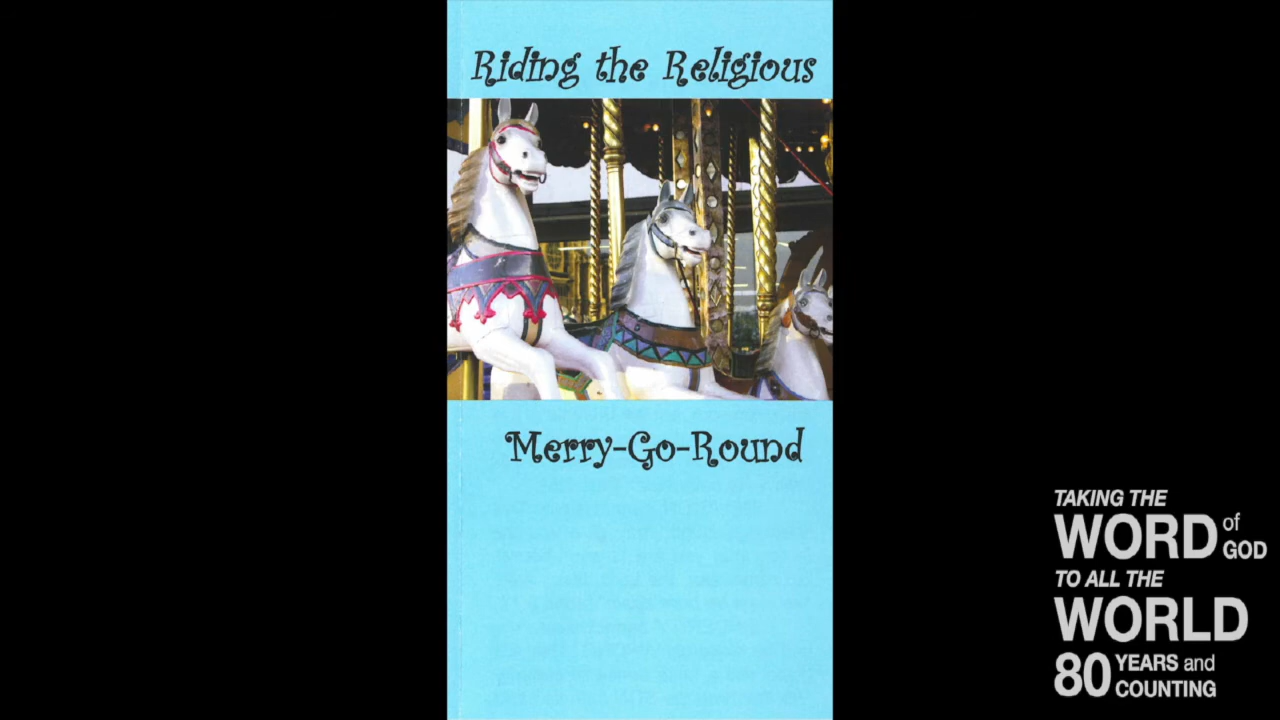 Riding the Religious
Merry-Go-Round
TAKING THE
WORD of
GOD
TO ALL THE
WORLD
80 YEARS and
COUNTING